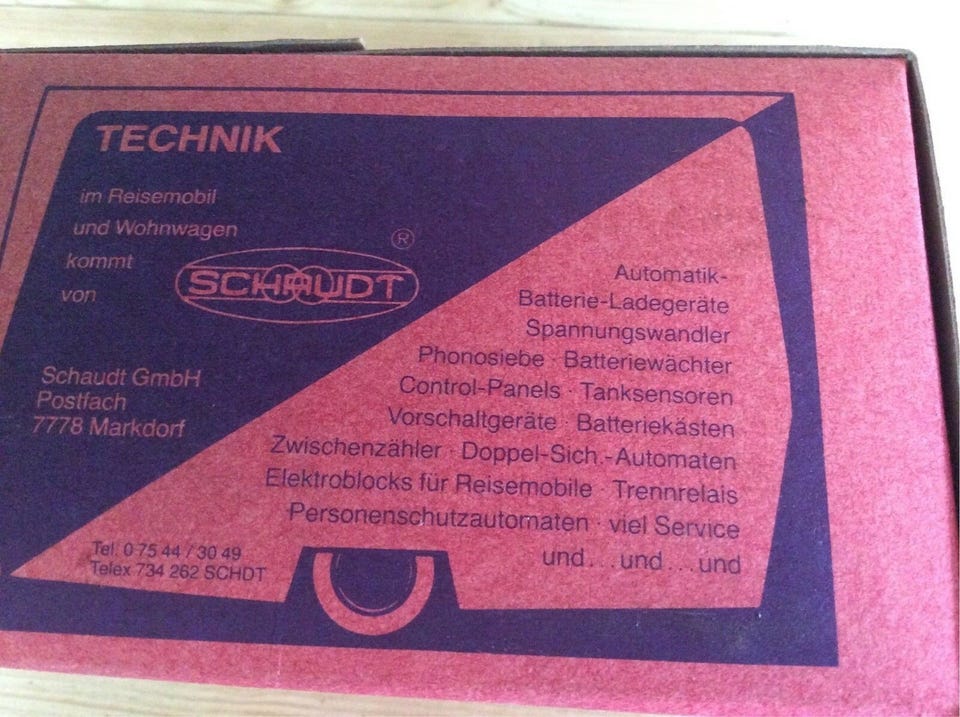 TECHNIK
im Reisemobil
und Wohnwagen
kommt
von
SCHAUDT
®
Schaudt GmbH
Postfach
7778 Markdorf
Automatik-
Batterie-Ladegeräte
Spannungswandler
Phonosiebe · Batteriewächter
Control-Panels · Tanksensoren
Vorschaltgeräte · Batteriekästen
Zwischenzähler · Doppel-Sich.-Automaten
Elektroblocks für Reisemobile · Trennrelais
Personenschutzautomaten · viel Service
und...und...und
Tel. 0 75 44 / 30 49
Telex 734 262 SCHDT